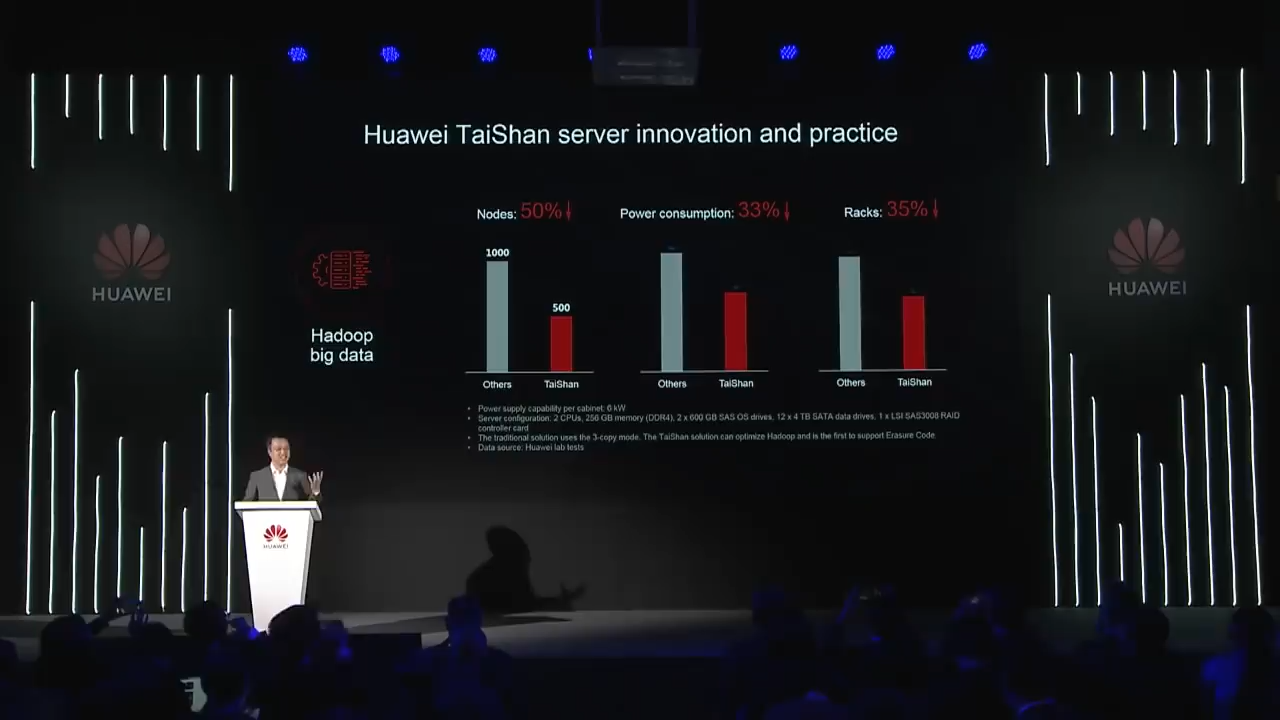 Huawei TaiShan server innovation and practice
Nodes: 50%↓
Power consumption: 33%↓
Racks: 35%↓
1000
500
Others
TaiShan
Others
TaiShan
Others
TaiShan
Hadoop
big data
• Power supply capability per cabinet: 6 kW
• Server configuration: 2 CPUs, 256 GB memory (DDR4), 2 x 600 GB SAS OS drives, 12 x 4 TB SATA data drives, 1 x LSI SAS3008 RAID
controller card
• The traditional solution uses the 3-copy mode. The TaiShan solution can optimize Hadoop and is the first to support Erasure Code
• Data source: Huawei lab tests
HUAWEI
HUAWEI
HUAWEI